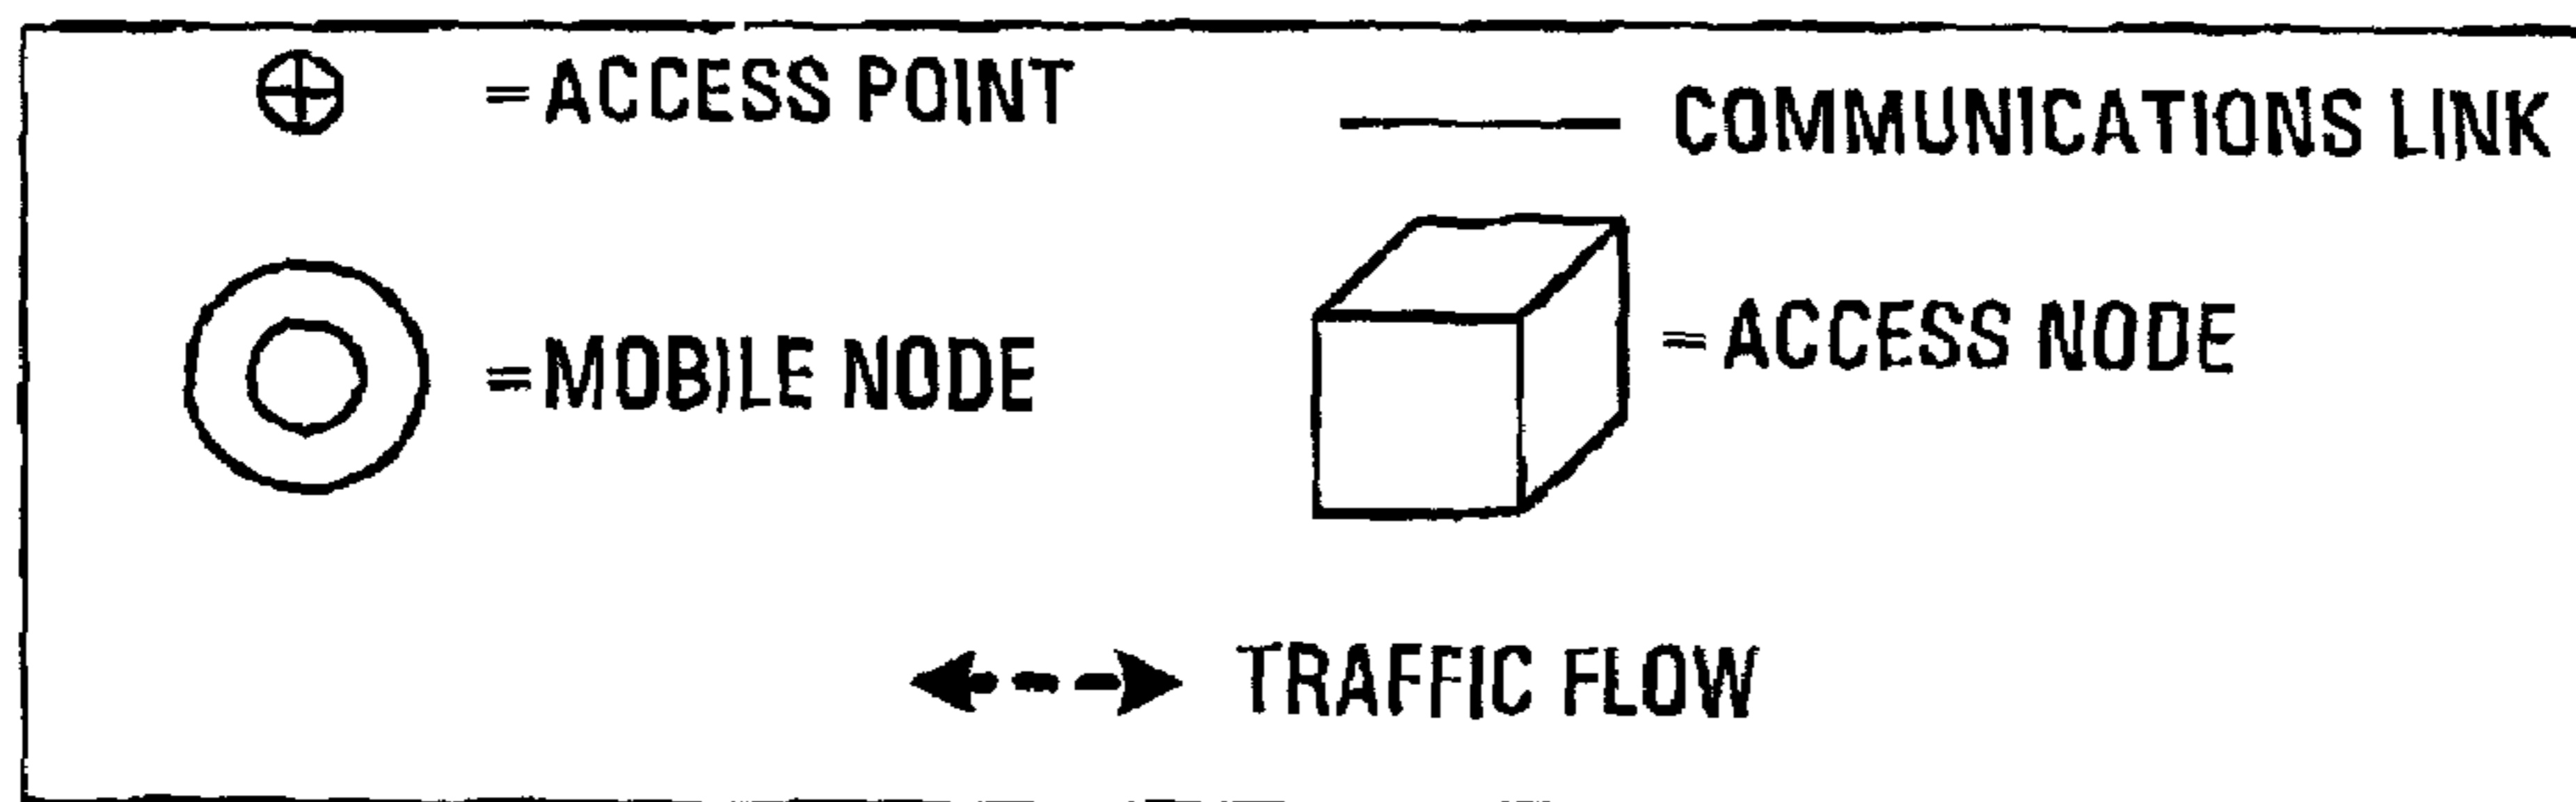 = ACCESS POINT
COMMUNICATIONS LINK
= MOBILE NODE
= ACCESS NODE
TRAFFIC FLOW